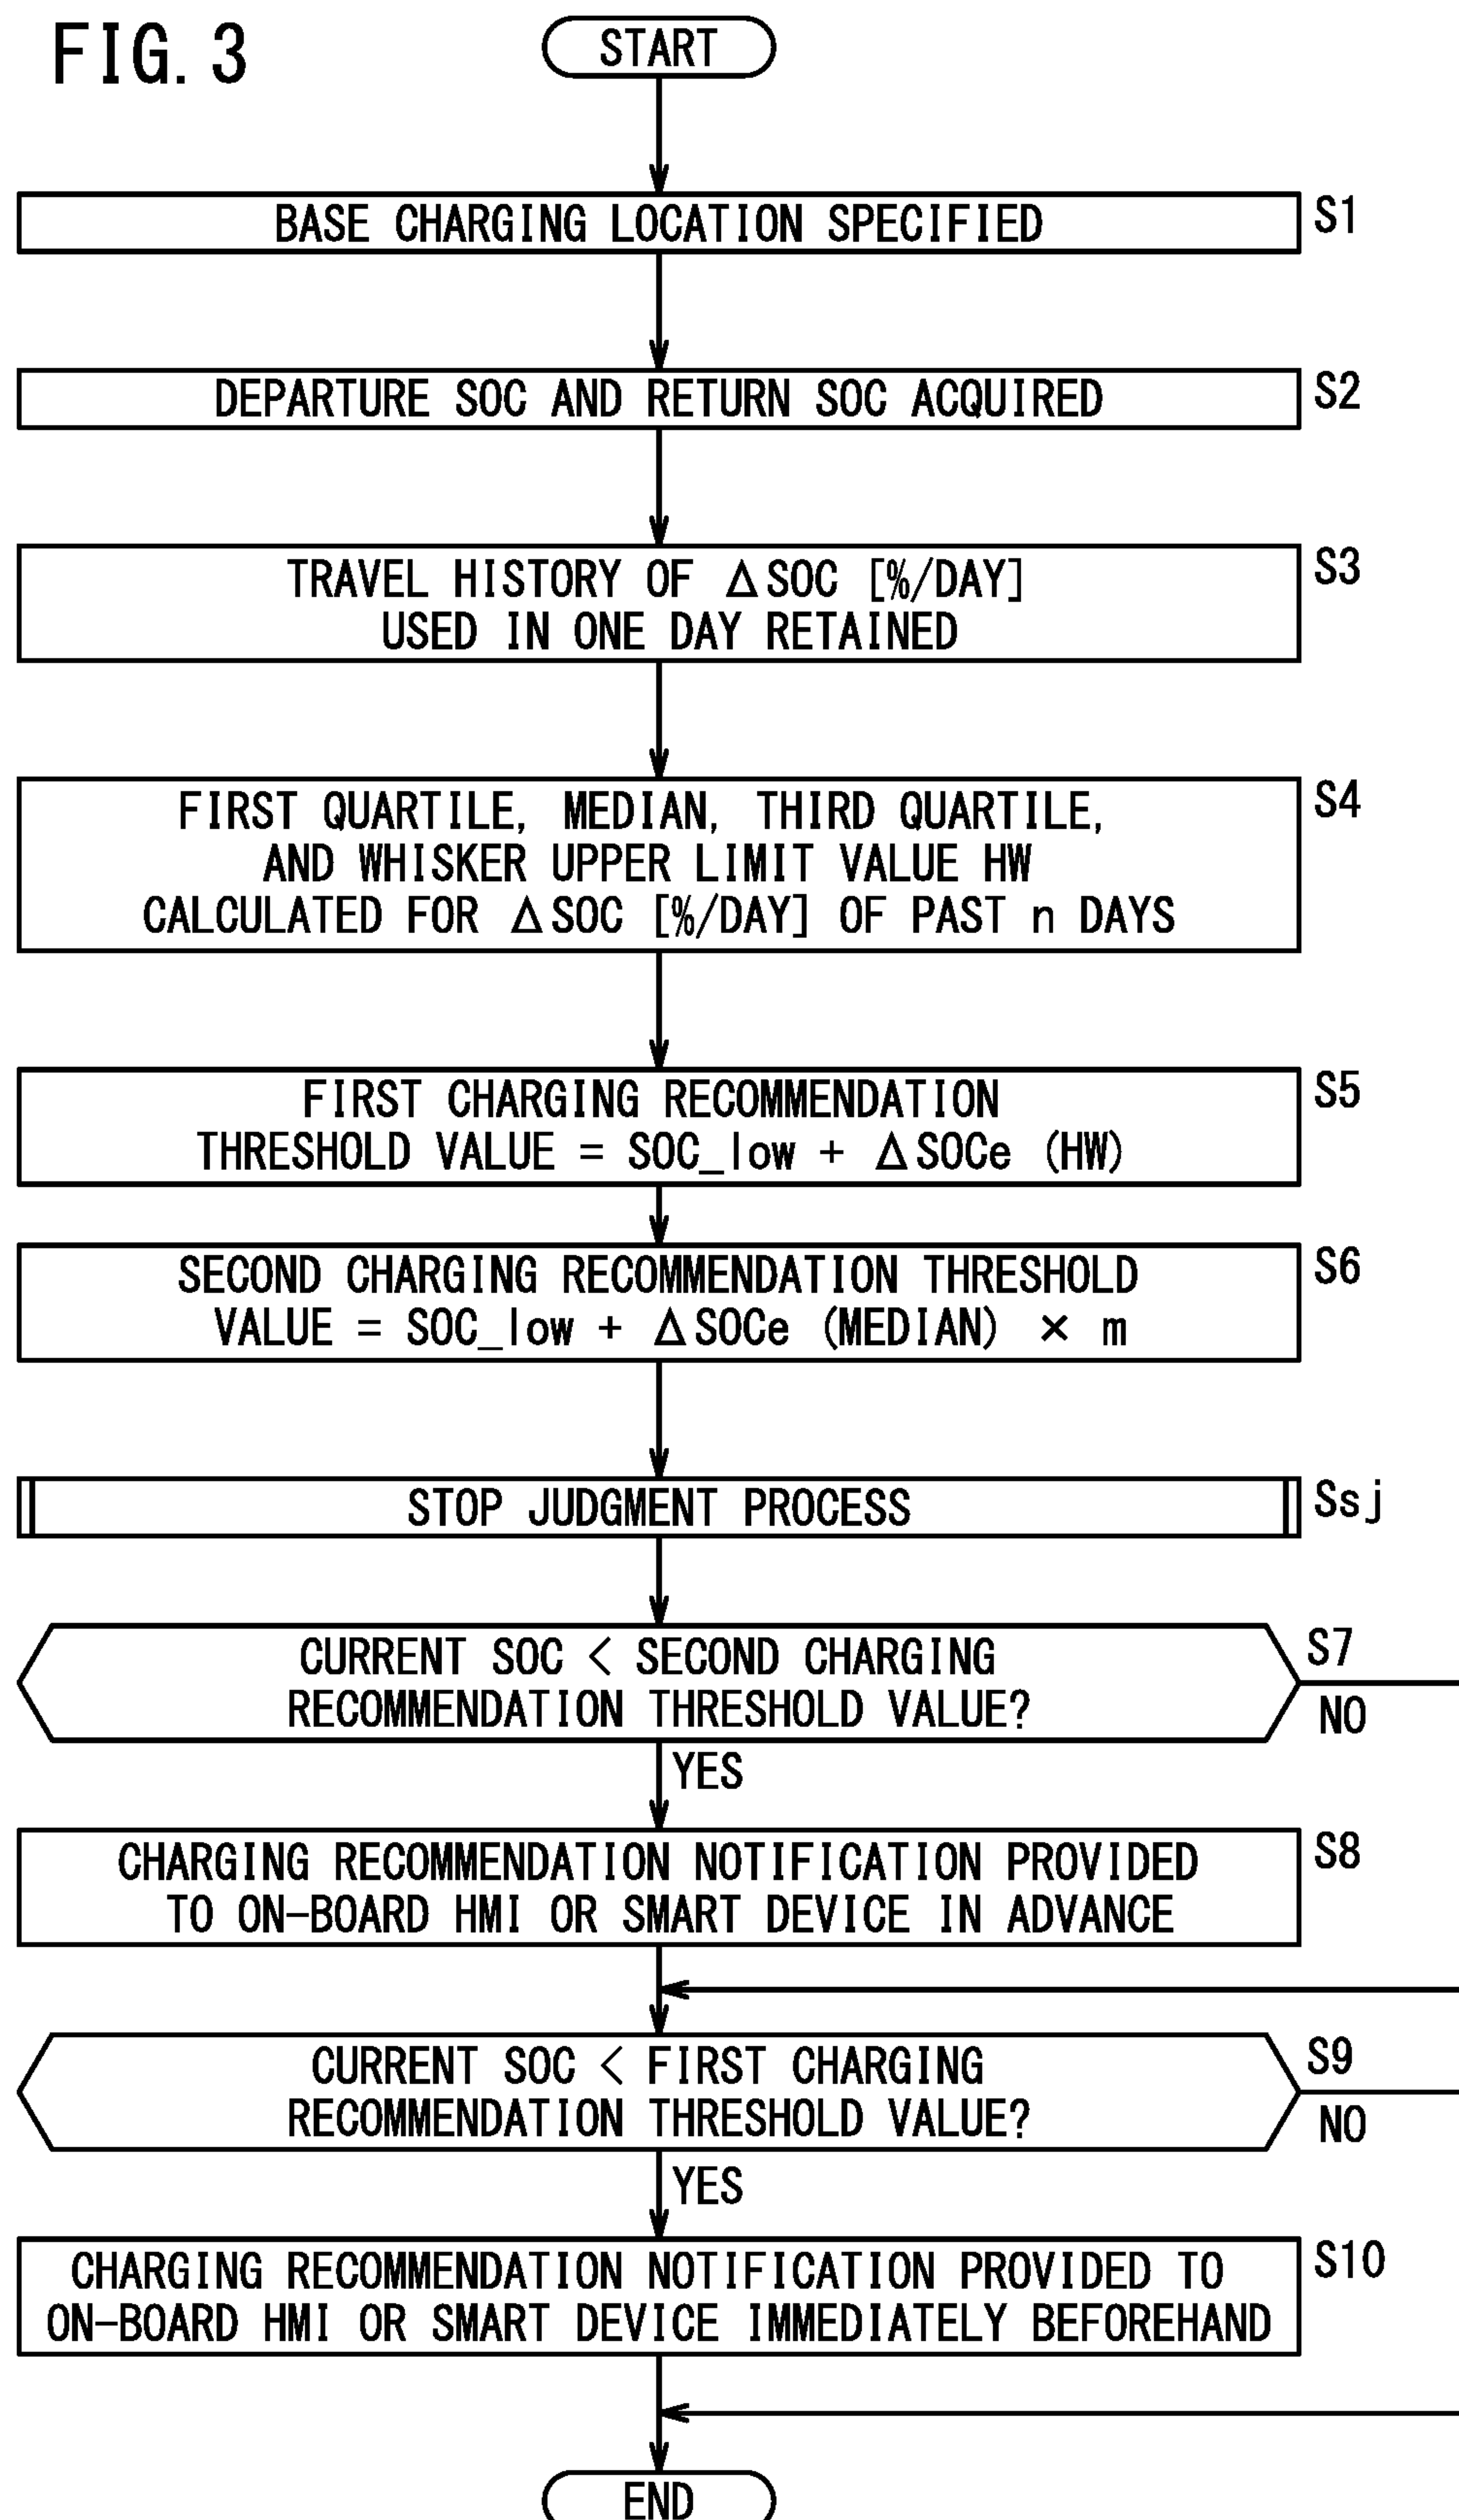 FIG. 3
START
BASE CHARGING LOCATION SPECIFIED
S1
DEPARTURE SOC AND RETURN SOC ACQUIRED
S2
TRAVEL HISTORY OF ΔSOC [%/DAY]
USED IN ONE DAY RETAINED
S3
FIRST QUARTILE, MEDIAN, THIRD QUARTILE,
AND WHISKER UPPER LIMIT VALUE HW
CALCULATED FOR ΔSOC [%/DAY] OF PAST n DAYS
S4
FIRST CHARGING RECOMMENDATION
THRESHOLD VALUE = SOC_low + ΔSOCe (HW)
S5
SECOND CHARGING RECOMMENDATION THRESHOLD
VALUE = SOC_low + ΔSOCe (MEDIAN) × m
S6
STOP JUDGMENT PROCESS
Ssj
CURRENT SOC < SECOND CHARGING
RECOMMENDATION THRESHOLD VALUE?
S7
NO
YES
CHARGING RECOMMENDATION NOTIFICATION PROVIDED
TO ON-BOARD HMI OR SMART DEVICE IN ADVANCE
S8
CURRENT SOC < FIRST CHARGING
RECOMMENDATION THRESHOLD VALUE?
S9
NO
YES
CHARGING RECOMMENDATION NOTIFICATION PROVIDED TO
ON-BOARD HMI OR SMART DEVICE IMMEDIATELY BEFOREHAND
S10
END